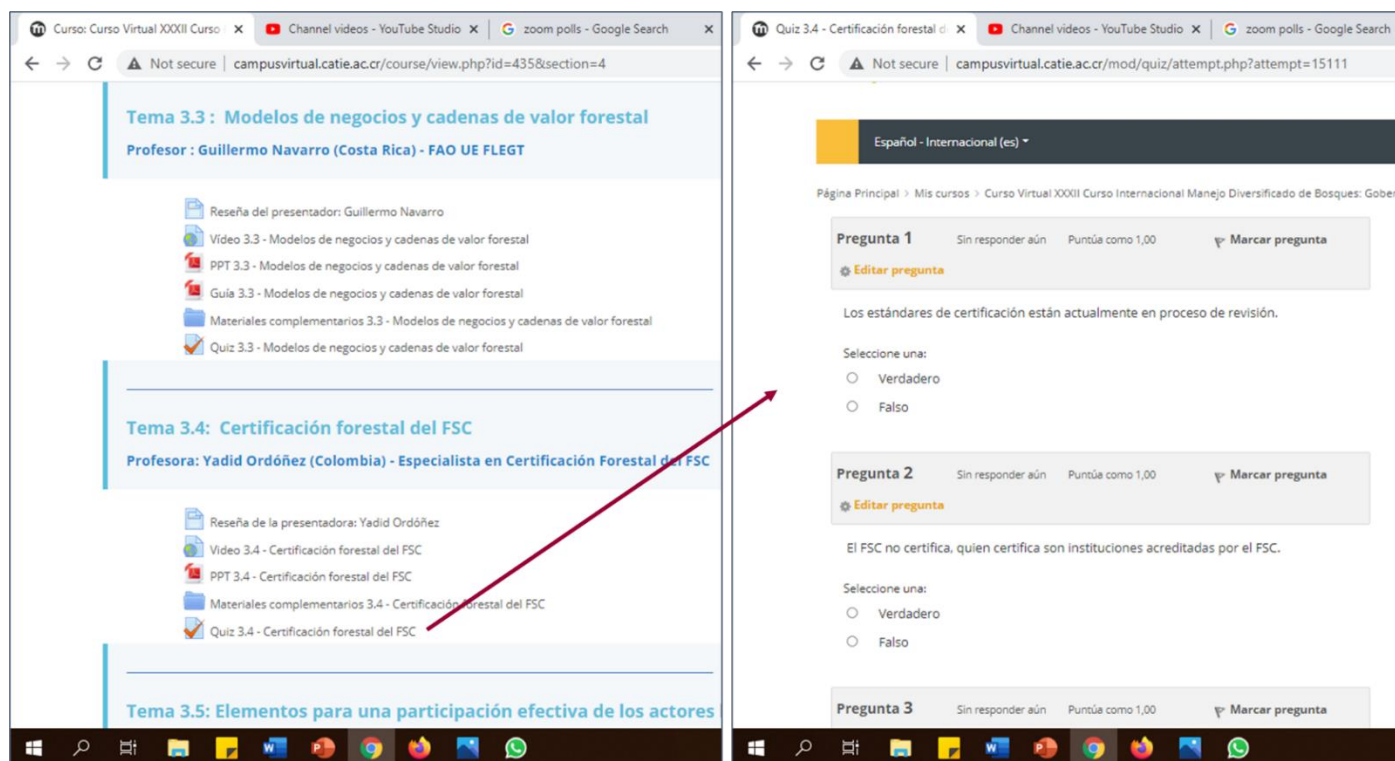 Curso: Curso Virtual XXXII Curso
Channel videos - YouTube Studio
zoom polls - Google Search
Not secure | campusvirtual.catie.ac.cr/course/view.php?id=435&section=4
Tema 3.3 : Modelos de negocios y cadenas de valor forestal
Profesor : Guillermo Navarro (Costa Rica) - FAO UE FLEGT
Reseña del presentador: Guillermo Navarro
Vídeo 3.3 - Modelos de negocios y cadenas de valor forestal
PPT 3.3 - Modelos de negocios y cadenas de valor forestal
Guía 3.3 - Modelos de negocios y cadenas de valor forestal
Materiales complementarios 3.3 - Modelos de negocios y cadenas de valor forestal
Quiz 3.3 - Modelos de negocios y cadenas de valor forestal
Tema 3.4: Certificación forestal del FSC
Profesora: Yadid Ordóñez (Colombia) - Especialista en Certificación Forestal del FSC
Reseña de la presentadora: Yadid Ordóñez
Video 3.4 - Certificación forestal del FSC
PPT 3.4 - Certificación forestal del FSC
Materiales complementarios 3.4 - Certificación forestal del FSC
Quiz 3.4 - Certificación forestal del FSC
Tema 3.5: Elementos para una participación efectiva de los actores
Quiz 3.4 - Certificación forestal d
Channel videos - YouTube Studio
zoom polls - Google Search
Not secure | campusvirtual.catie.ac.cr/mod/quiz/attempt.php?attempt=15111
Español - Internacional (es)
Página Principal > Mis cursos > Curso Virtual XXXII Curso Internacional Manejo Diversificado de Bosques: Gober
Pregunta 1 Sin responder aún Puntúa como 1,00 Marcar pregunta
Editar pregunta
Los estándares de certificación están actualmente en proceso de revisión.
Seleccione una:
Verdadero
Falso
Pregunta 2 Sin responder aún Puntúa como 1,00 Marcar pregunta
Editar pregunta
El FSC no certifica, quien certifica son instituciones acreditadas por el FSC.
Seleccione una:
Verdadero
Falso
Pregunta 3 Sin responder aún Puntúa como 1,00 Marcar pregunta